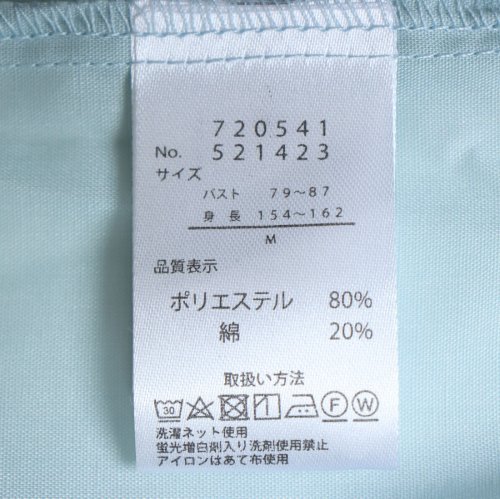 720541
No. 521423
サイズ
バスト 79～87
身長 154～162
M
品質表示
ポリエステル 80%
綿 20%
取扱い方法
30 F W
洗濯ネット使用
蛍光増白剤入り洗剤使用禁止
アイロンはあて布使用